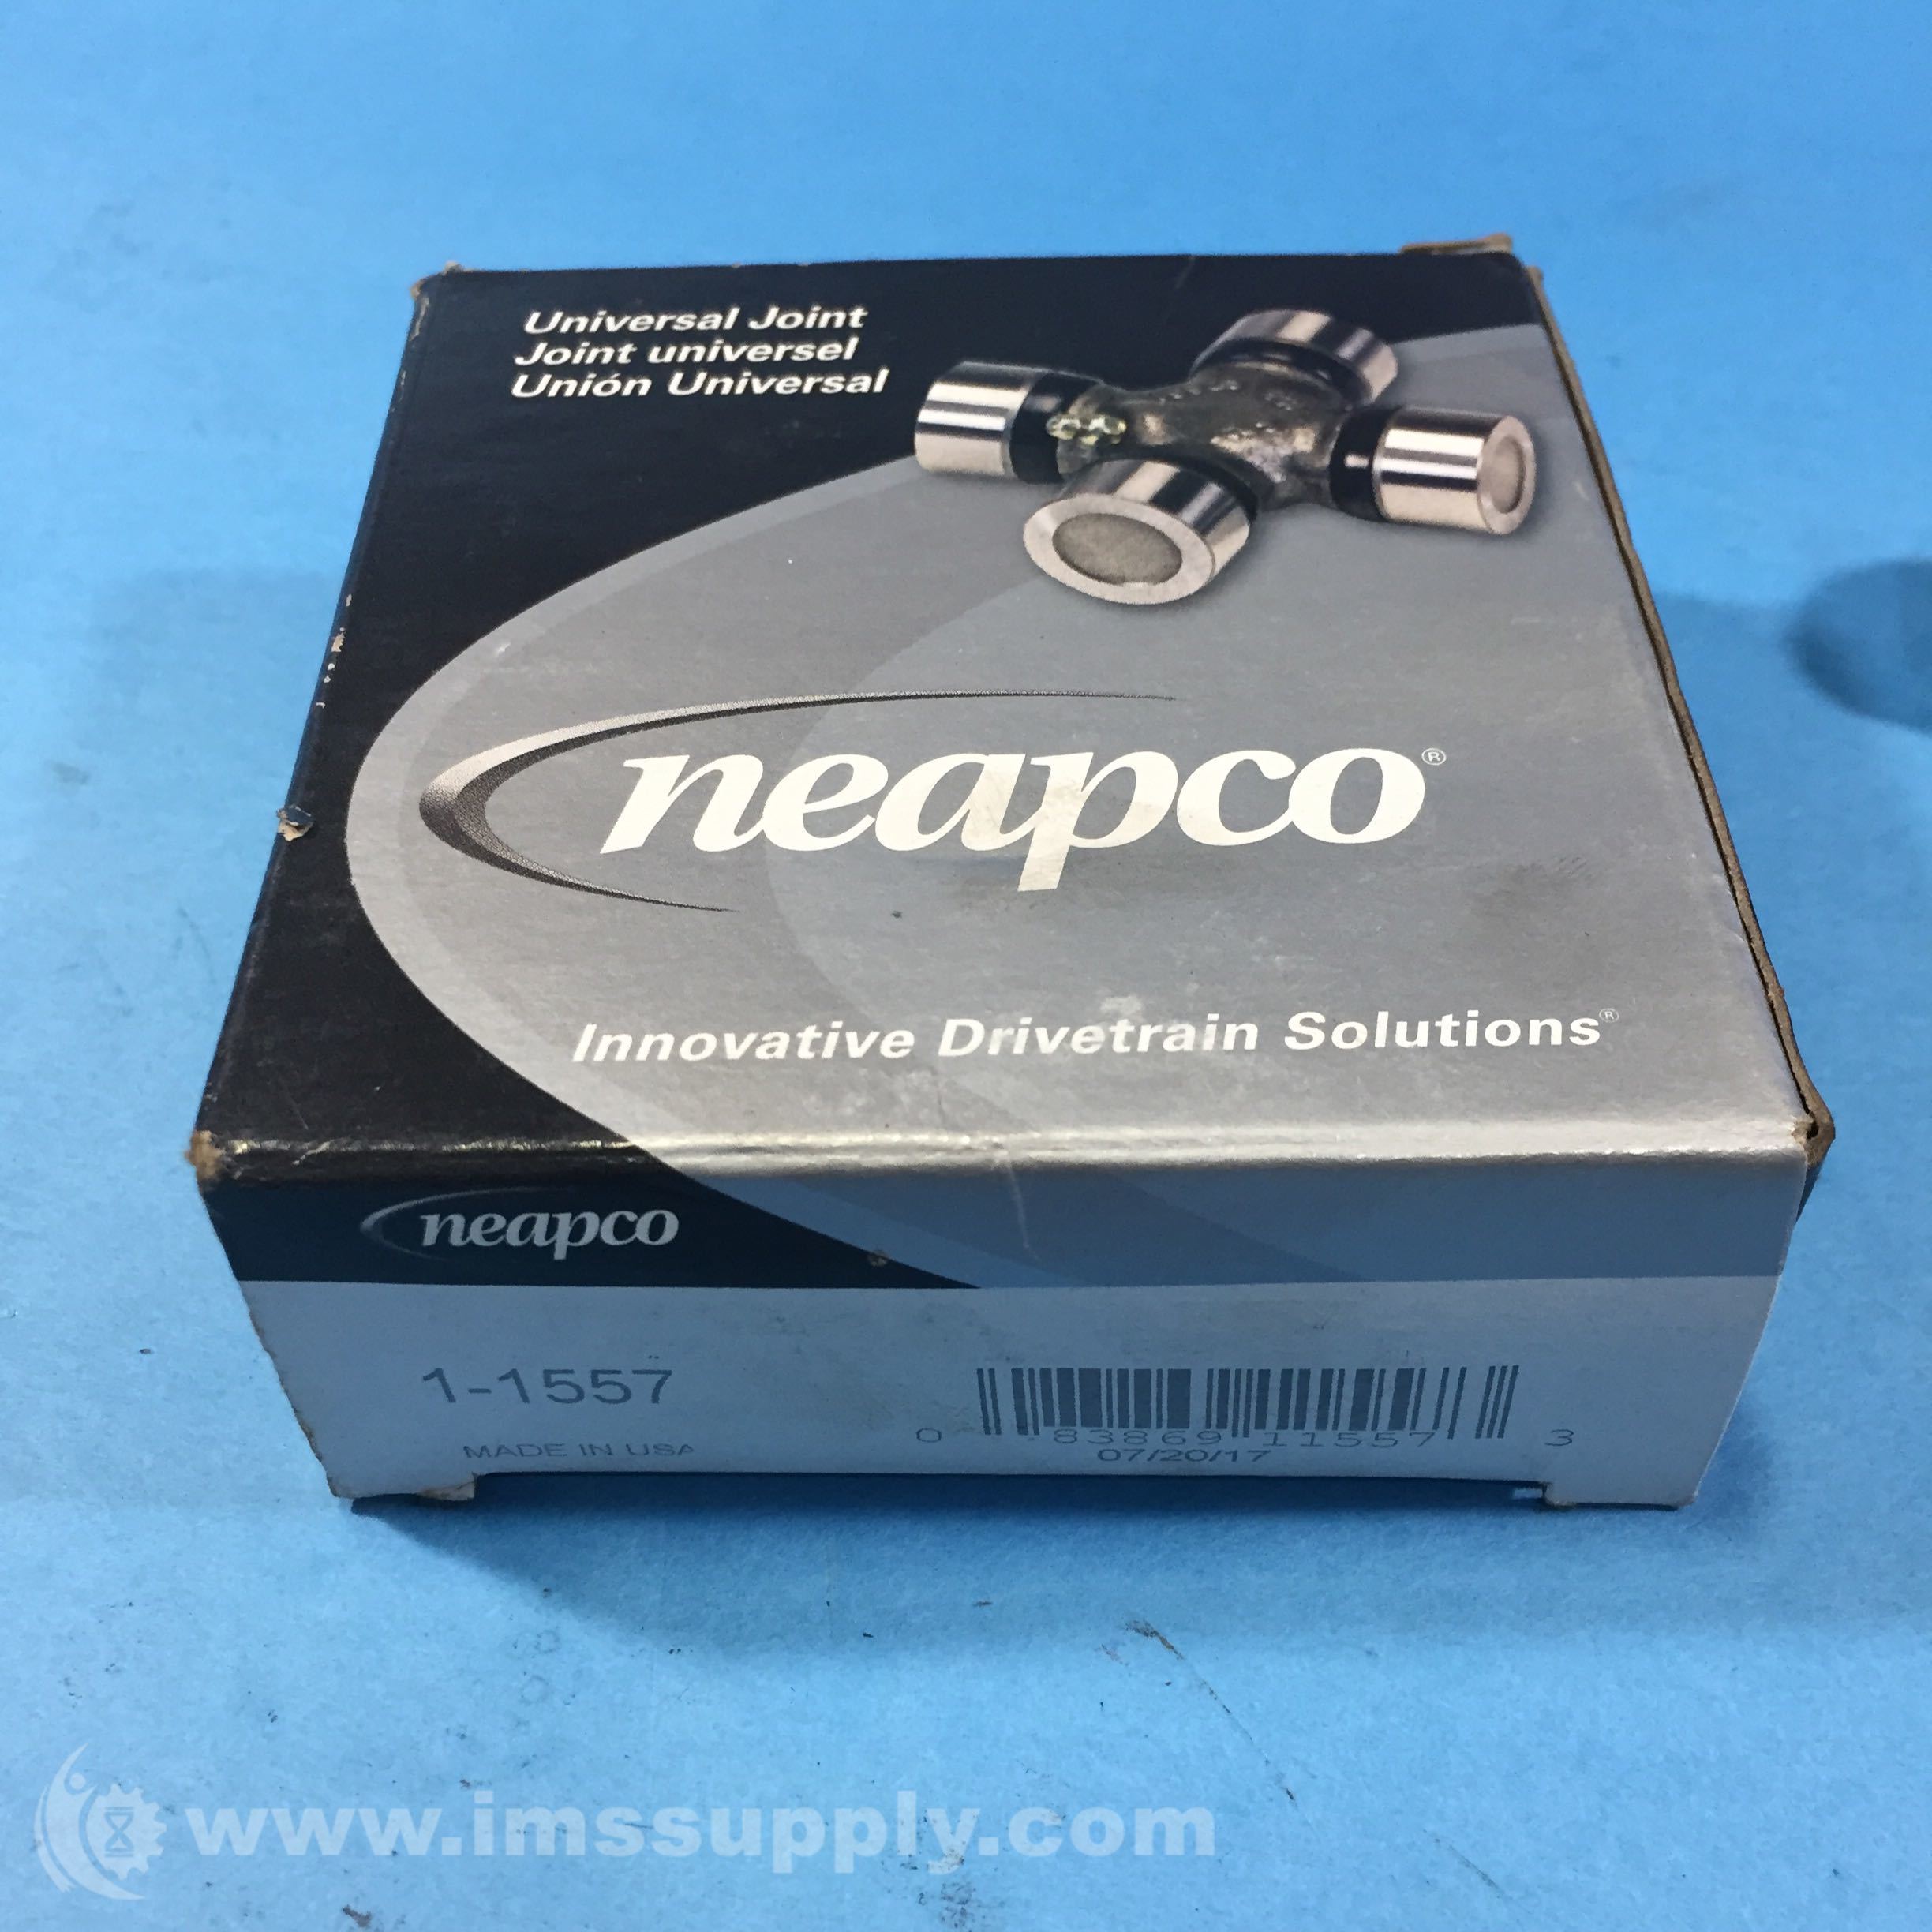 Universal Joint
Joint universel
Unión Universal
neapco®
Innovative Drivetrain Solutions®
neapco
1-1557
MADE IN USA
0 83869 11557 3
07/20/17
www.imssupply.com